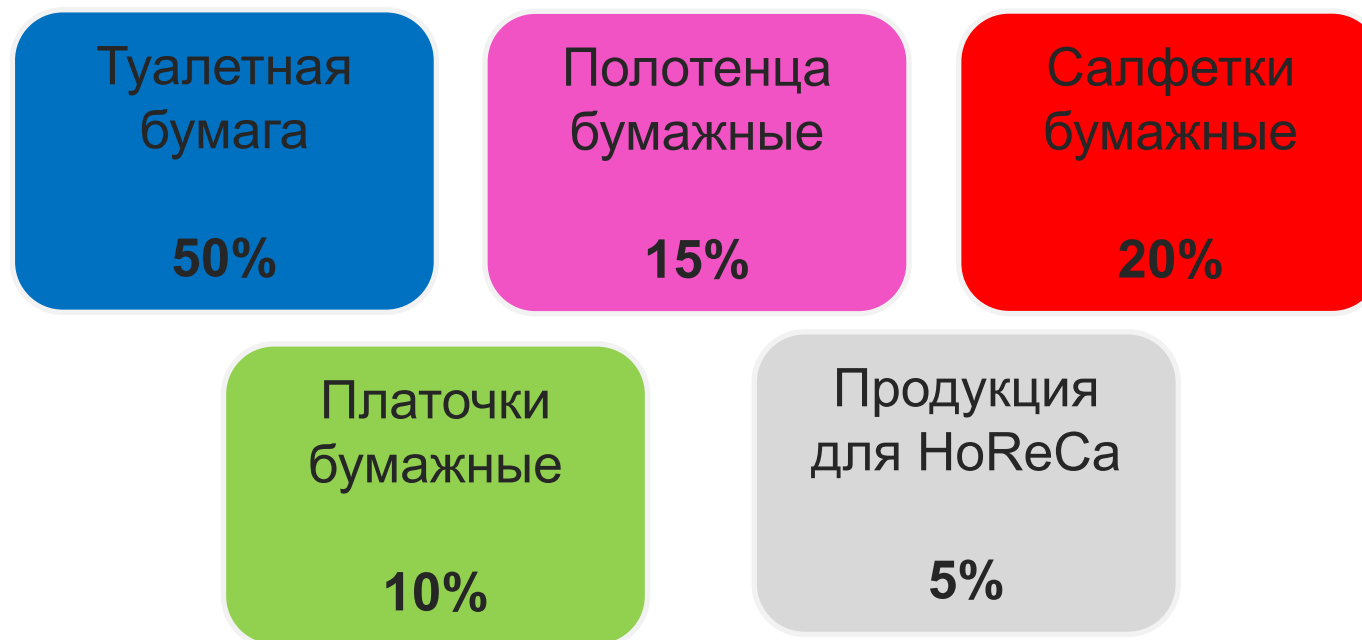 Туалетная
бумага
50%
Полотенца
бумажные
15%
Салфетки
бумажные
20%
Платочки
бумажные
10%
Продукция
для HoReCa
5%